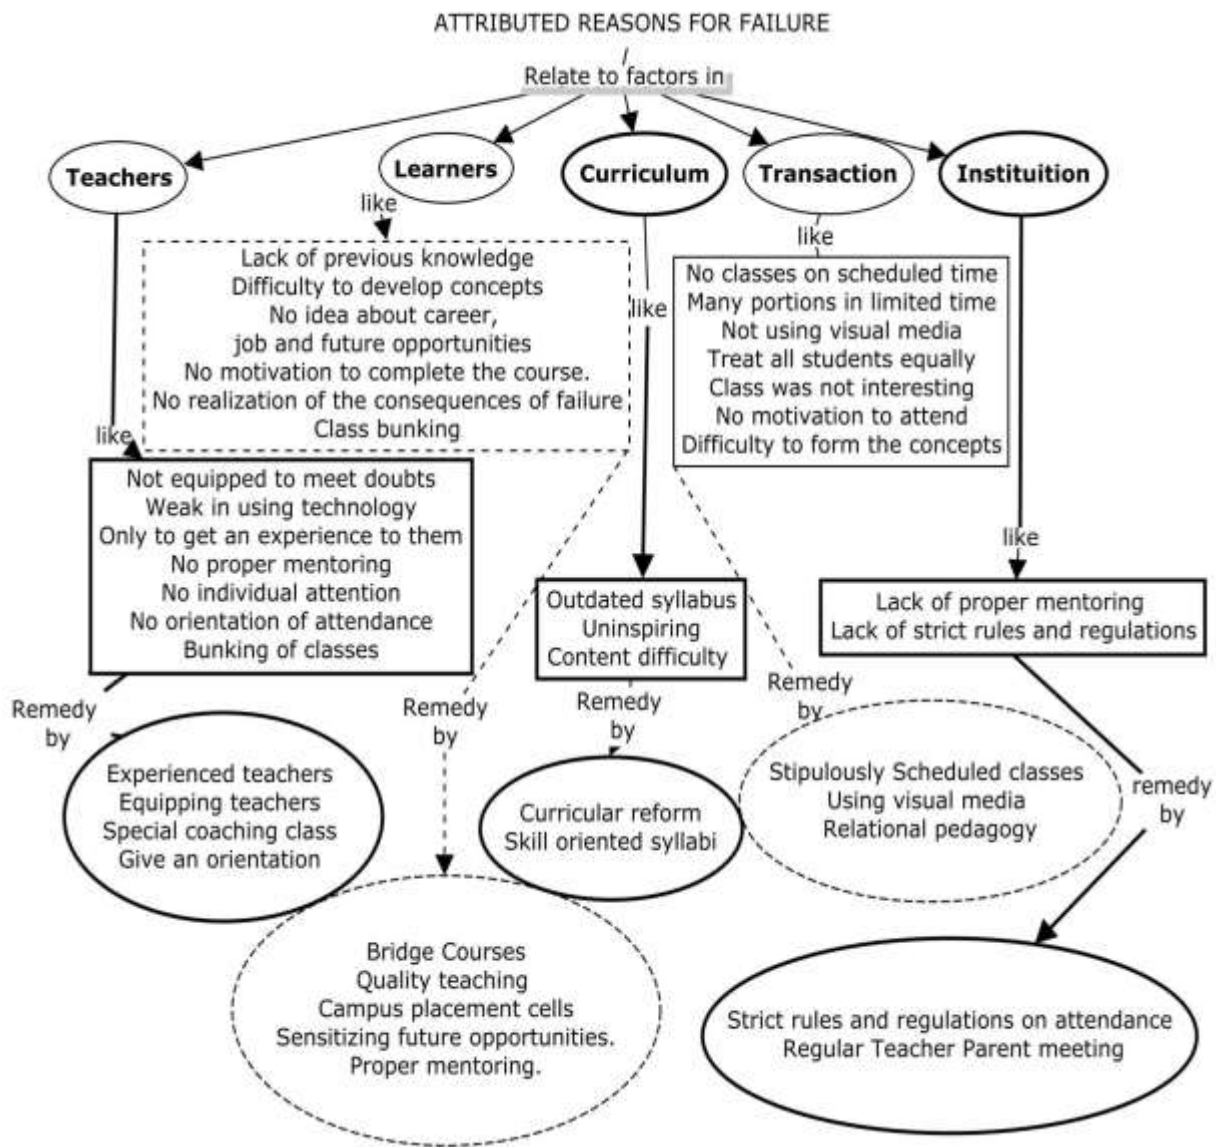 ATTRIBUTED REASONS FOR FAILURE
Relate to factors in
Teachers
Learners
Curriculum
Transaction
Instituition
like
Lack of previous knowledge
Difficulty to develop concepts
No idea about career,
job and future opportunities
No motivation to complete the course.
No realization of the consequences of failure
Class bunking
like
like
No classes on scheduled time
Many portions in limited time
Not using visual media
Treat all students equally
Class was not interesting
No motivation to attend
Difficulty to form the concepts
like
Not equipped to meet doubts
Weak in using technology
Only to get an experience to them
No proper mentoring
No individual attention
No orientation of attendance
Bunking of classes
Outdated syllabus
Uninspiring
Content difficulty
like
Lack of proper mentoring
Lack of strict rules and regulations
Remedy
by
Experienced teachers
Equipping teachers
Special coaching class
Give an orientation
Remedy
by
Bridge Courses
Quality teaching
Campus placement cells
Sensitizing future opportunities.
Proper mentoring.
Remedy
by
Curricular reform
Skill oriented syllabi
Remedy
by
Stipulously Scheduled classes
Using visual media
Relational pedagogy
remedy
by
Strict rules and regulations on attendance
Regular Teacher Parent meeting